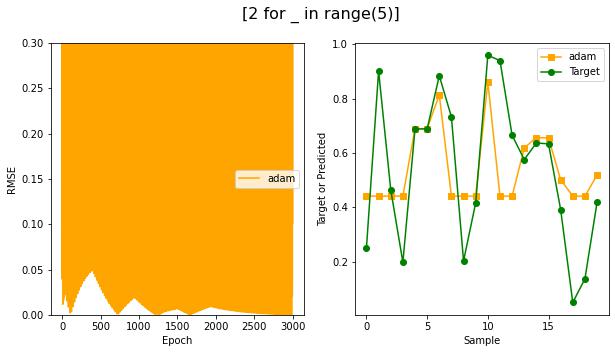 [2 for _ in range(5)]
0.30
0.25
0.20
0.15
0.10
0.05
0.00
RMSE
adam
0
500
1000
1500
2000
2500
3000
Epoch
1.0
0.8
0.6
0.4
0.2
Target or Predicted
adam
Target
0
5
10
15
Sample